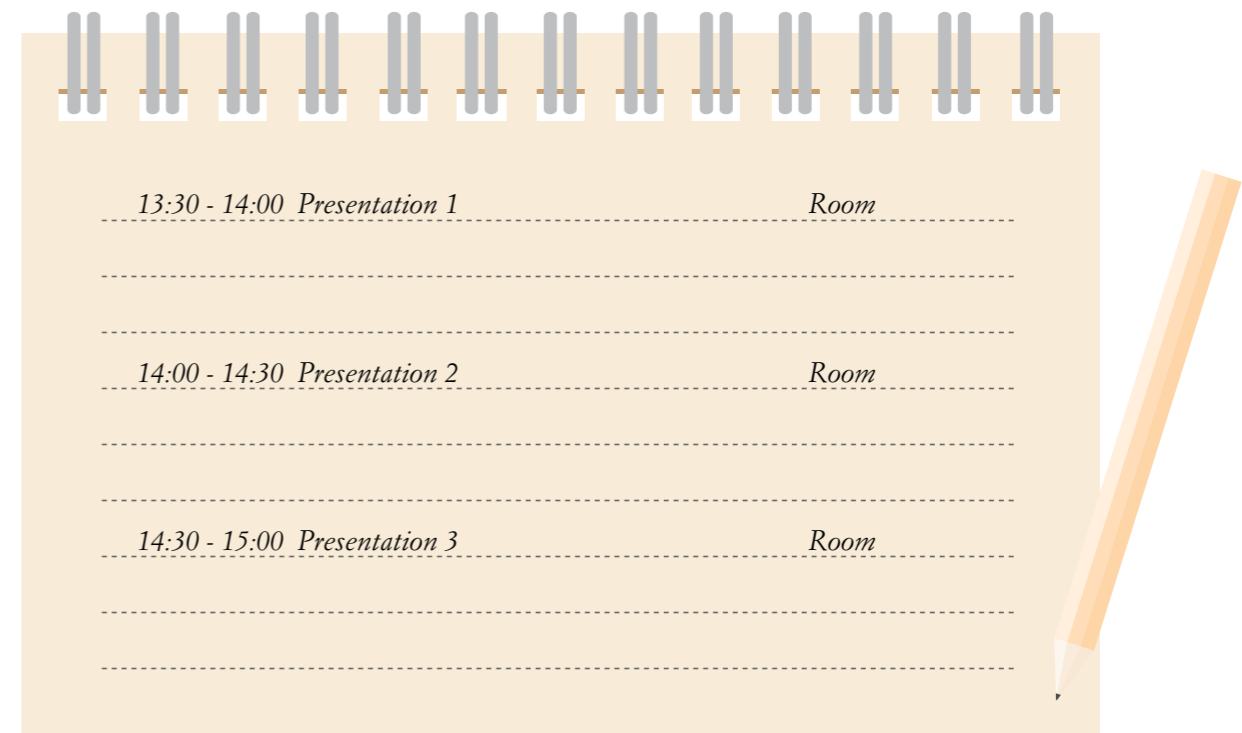 13:30 - 14:00 Presentation 1 Room
14:00 - 14:30 Presentation 2 Room
14:30 - 15:00 Presentation 3 Room